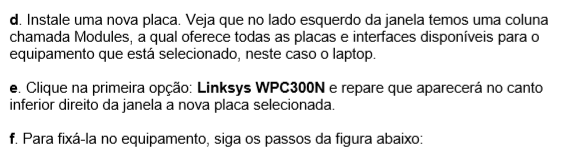 d. Instale uma nova placa. Veja que no lado esquerdo da janela temos uma coluna
chamada Modules, a qual oferece todas as placas e interfaces disponíveis para o
equipamento que está selecionado, neste caso o laptop.
e. Clique na primeira opção: Linksys WPC300N e repare que aparecerá no canto
inferior direito da janela a nova placa selecionada.
f. Para fixá-la no equipamento, siga os passos da figura abaixo: